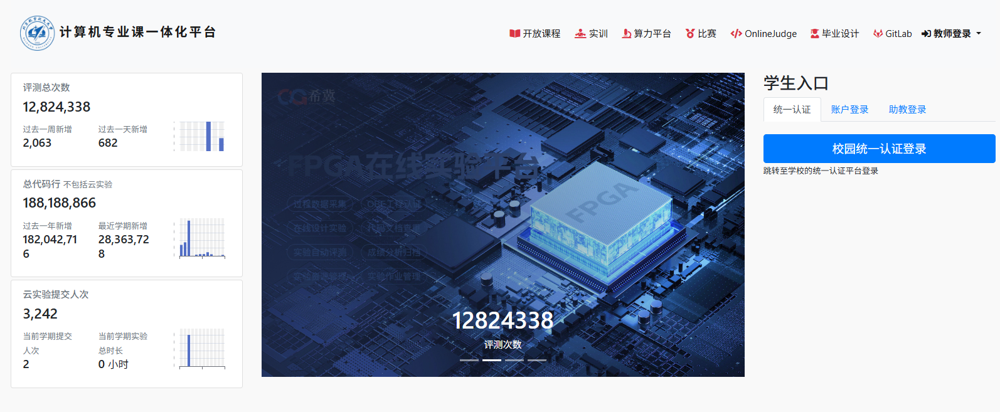 计算机专业课一体化平台
开放课程 实训 算力平台 比赛 OnlineJudge 毕业设计 GitLab 教师登录
评测总次数
12,824,338
过去一周新增 过去一天新增
2,063 682
总代码行 不包括云实验
188,188,866
过去一年新增 最近学期新增
182,042,71 28,363,72
6 8
云实验提交人次
3,242
当前学期提交 当前学期实验
人次 总时长
2 0 小时
CG希冀
FPGA在线实验平台
过程数据采集 OBE工程认证
在线设计实验 代码文档查重
实验自动评测 成绩分析归档
实验资源管理 实验作业管理
FPGA
12824338
评测次数
学生入口
统一认证 账户登录 助教登录
校园统一认证登录
跳转至学校的统一认证平台登录